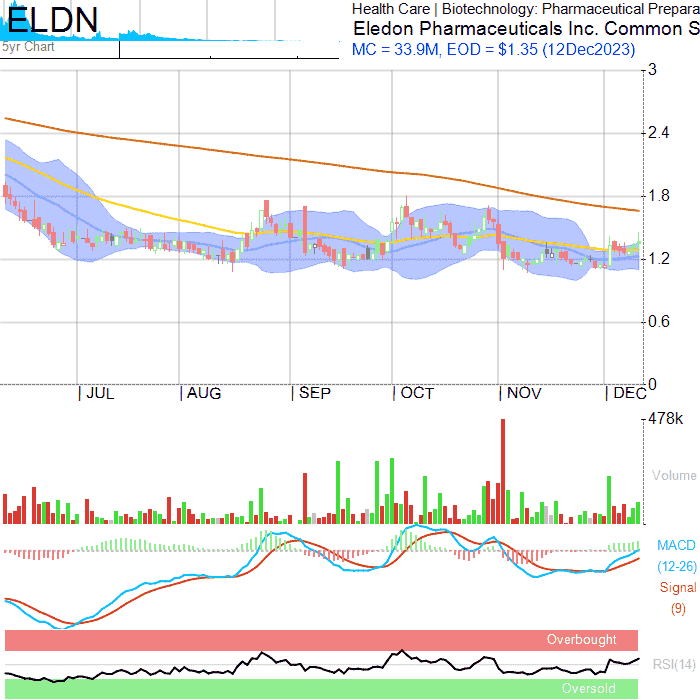 ELDN
5yr Chart
Health Care | Biotechnology: Pharmaceutical Prepara
Eledon Pharmaceuticals Inc. Common S
MC = 33.9M, EOD = $1.35 (12Dec2023)
3
2.4
1.8
1.2
0.6
0
| JUL | AUG | SEP | OCT | NOV | DEC
478k
Volume
MACD
(12-26)
Signal
(9)
Overbought
RSI(14)
Oversold